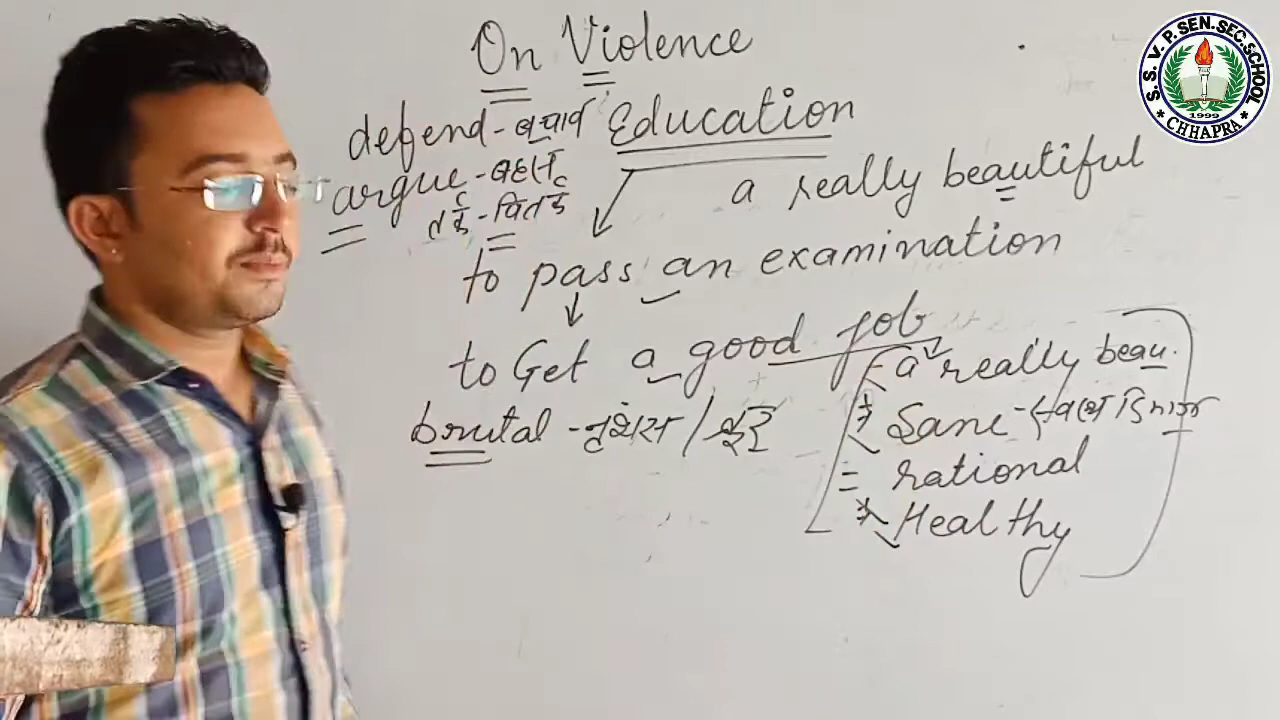 On Violence
defend - बचाव Education
argue - बहस
तर्क - वितर्क
a really beautiful
to pass an examination
to Get a good job
a really beau.
brutal - नृशंस / क्रूर
Sane - स्वस्थ दिमाग
= rational
Healthy
S. S. V. P. SEN. SEC. SCHOOL
1999
* CHHAPRA *